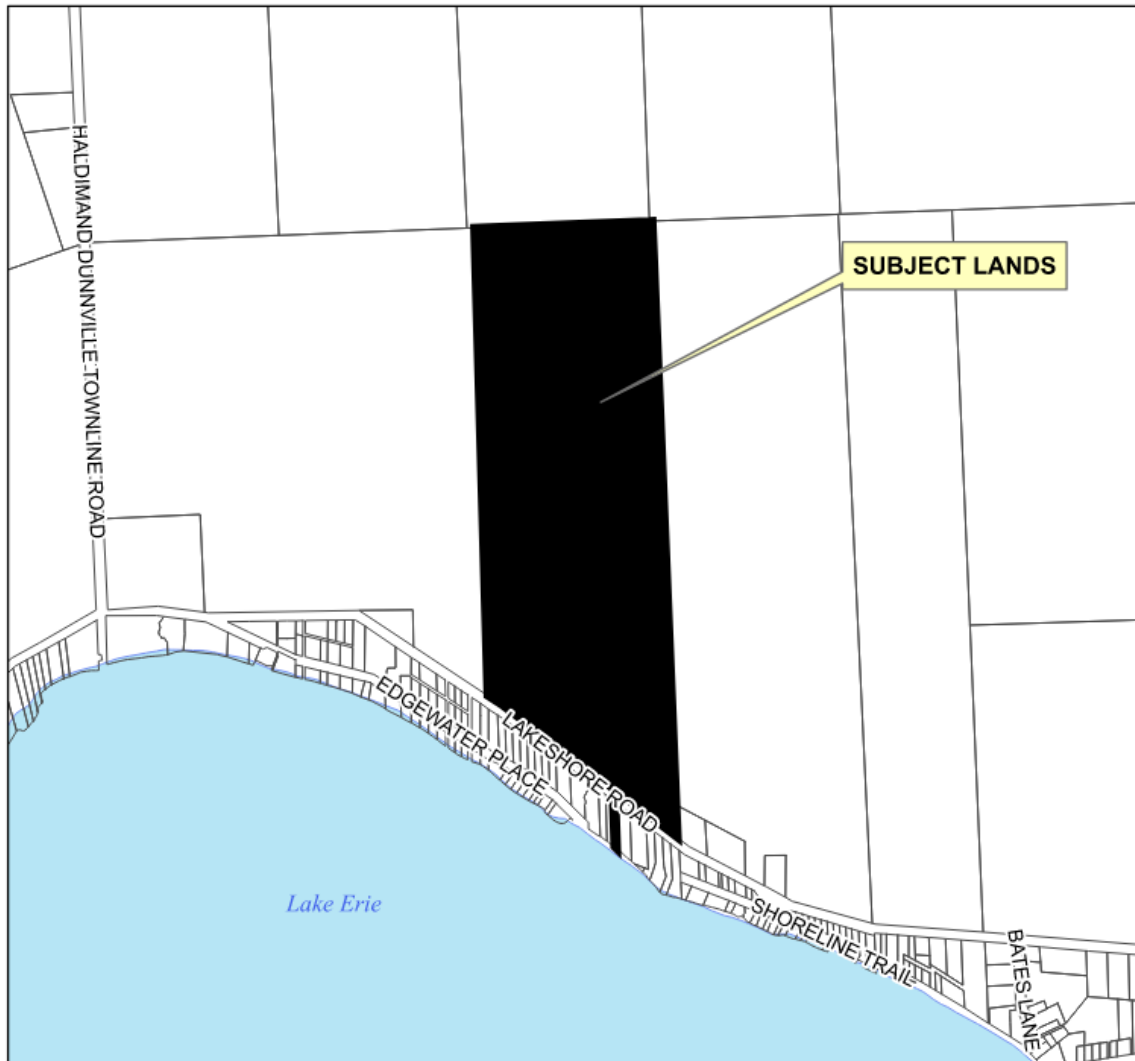 HALDIMAND DUNNVILLE TOWNLINE ROAD
SUBJECT LANDS
EDGEWATER PLACE
LAKESHORE ROAD
Lake Erie
SHORELINE TRAIL
BATES LANE